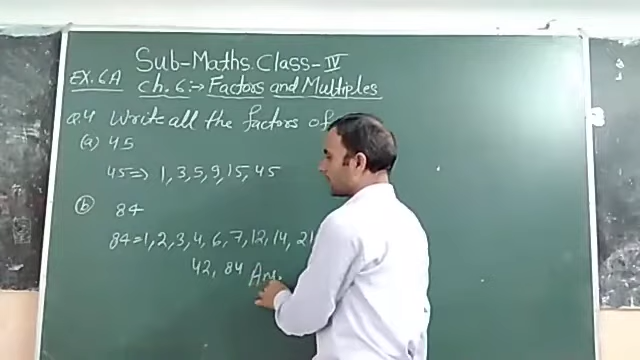 Sub-Maths. Class-IV
EX. 6A
Ch. 6:→ Factors and Multiples
Q.4 Write all the factors of
(a) 45
45⇒ 1, 3, 5, 9, 15, 45
(b) 84
84=1, 2, 3, 4, 6, 7, 12, 14, 21
42, 84 Ans.